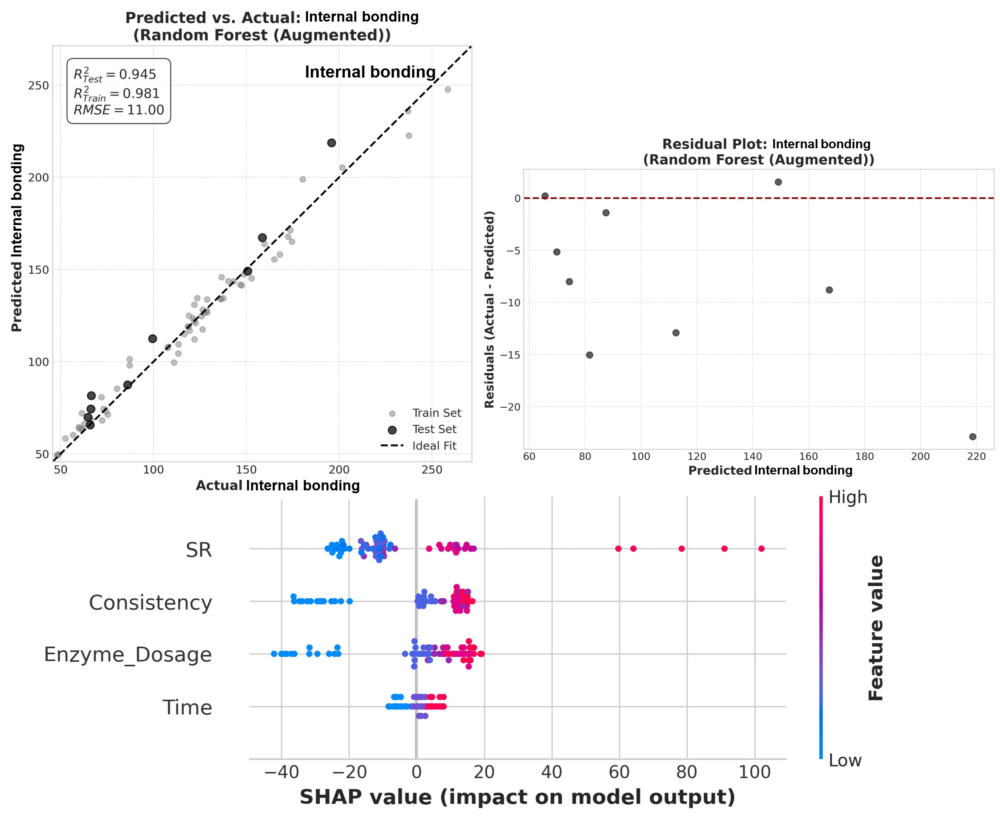 Predicted vs. Actual: Internal bonding
(Random Forest (Augmented))
R²Test = 0.945
R²Train = 0.981
RMSE = 11.00
Internal bonding
Predicted Internal bonding
250
200
150
100
50
Train Set
Test Set
Ideal Fit
50 100 150 200 250
Actual Internal bonding
Residual Plot: Internal bonding
(Random Forest (Augmented))
Residuals (Actual - Predicted)
0
−5
−10
−15
−20
60 80 100 120 140 160 180 200 220
Predicted Internal bonding
High
SR
Consistency
Enzyme_Dosage
Time
Feature value
Low
−40 −20 0 20 40 60 80 100
SHAP value (impact on model output)